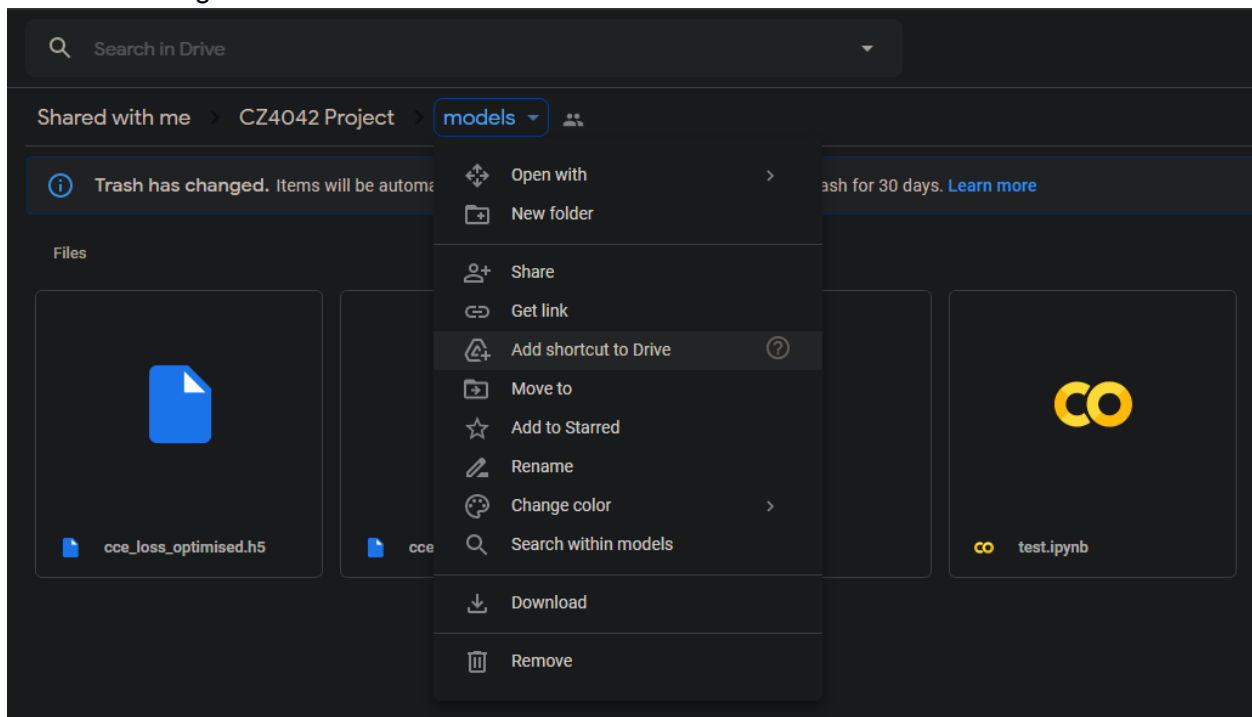 Search in Drive
Shared with me > CZ4042 Project > models
Trash has changed. Items will be automa
ash for 30 days. Learn more
Files
Open with
New folder
Share
Get link
Add shortcut to Drive
Move to
Add to Starred
Rename
Change color
Search within models
Download
Remove
cce_loss_optimised.h5
cce
test.ipynb